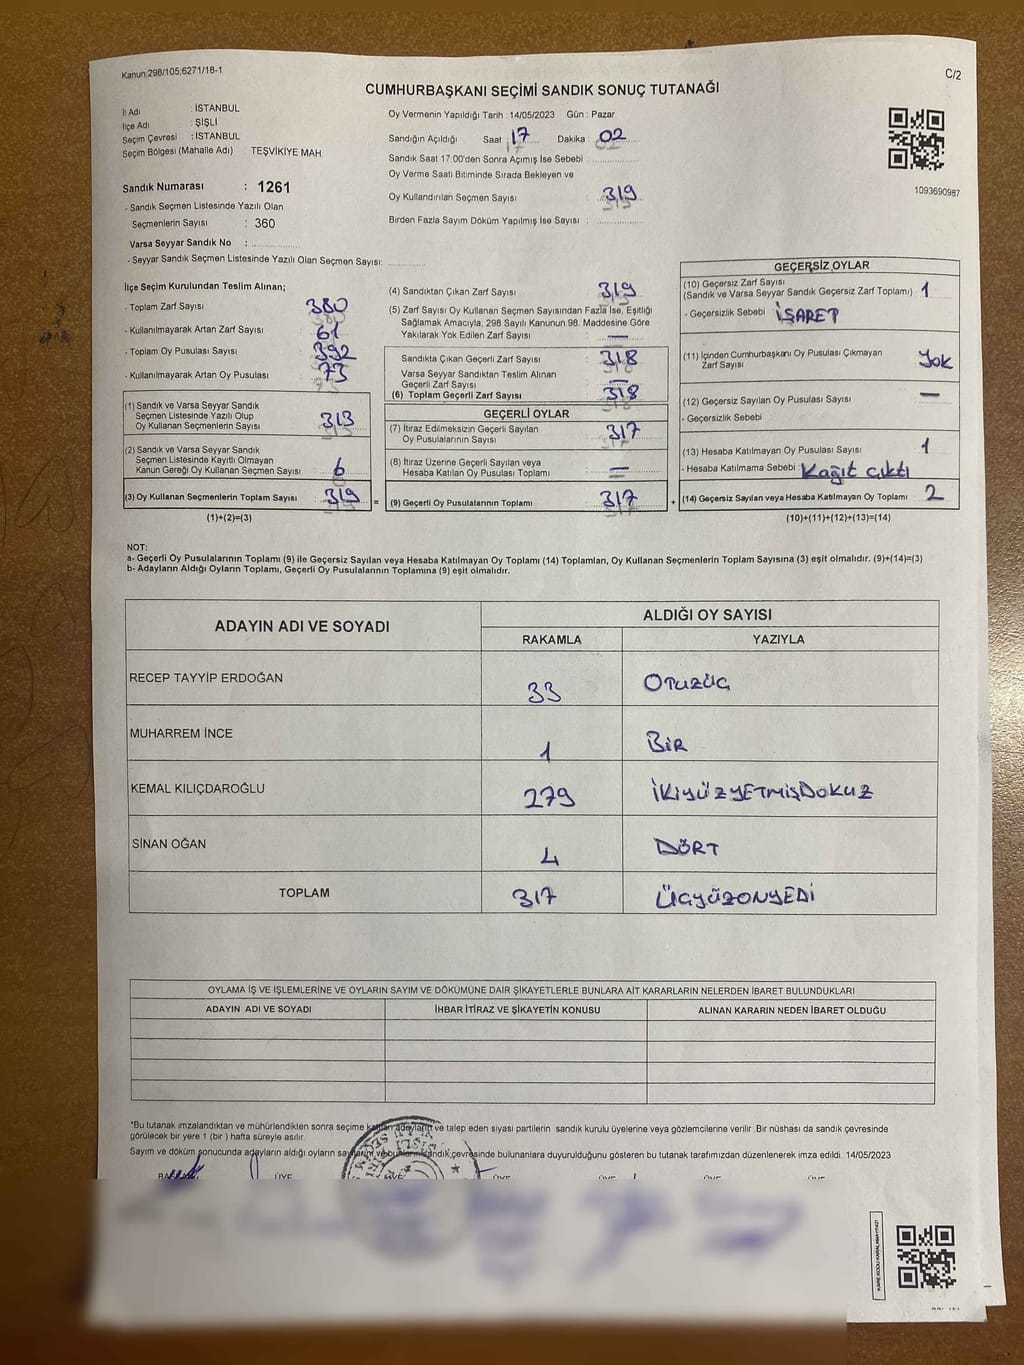 Kanun:298/105;6271/18-1
C/2
CUMHURBAŞKANI SEÇİMİ SANDIK SONUÇ TUTANAĞI
İl Adı : İSTANBUL
İlçe Adı : ŞİŞLİ
Seçim Çevresi : İSTANBUL
Seçim Bölgesi (Mahalle Adı) TEŞVİKİYE MAH
Sandık Numarası : 1261
- Sandık Seçmen Listesinde Yazılı Olan
Seçmenlerin Sayısı : 360
Varsa Seyyar Sandık No :
- Seyyar Sandık Seçmen Listesinde Yazılı Olan Seçmen Sayısı:
Oy Vermenin Yapıldığı Tarih : 14/05/2023 Gün : Pazar
Sandığın Açıldığı Saat 17 Dakika : 02
Sandık Saat 17:00'den Sonra Açımış İse Sebebi
Oy Verme Saati Bitiminde Sırada Bekleyen ve
Oy Kullandırılan Seçmen Sayısı : 319
Birden Fazla Sayım Döküm Yapılmış İse Sayısı :
1093690987
İlçe Seçim Kurulundan Teslim Alınan;
- Toplam Zarf Sayısı 380
- Kullanılmayarak Artan Zarf Sayısı 61
- Toplam Oy Pusulası Sayısı 392
- Kullanılmayarak Artan Oy Pusulası 73
(1) Sandık ve Varsa Seyyar Sandık
Seçmen Listesinde Yazılı Olup
Oy Kullanan Seçmenlerin Sayısı 313
(2) Sandık ve Varsa Seyyar Sandık
Seçmen Listesinde Kayıtlı Olmayan
Kanun Gereği Oy Kullanan Seçmen Sayısı 6
(3) Oy Kullanan Seçmenlerin Toplam Sayısı 319 =
(1)+(2)=(3)
(4) Sandıktan Çıkan Zarf Sayısı 319
(5) Zarf Sayısı Oy Kullanan Seçmen Sayısından Fazla İse, Eşitliği
Sağlamak Amacıyla, 298 Sayılı Kanunun 98. Maddesine Göre
Yakılarak Yok Edilen Zarf Sayısı : —
Sandıkta Çıkan Geçerli Zarf Sayısı 318
Varsa Seyyar Sandıktan Teslim Alınan
Geçerli Zarf Sayısı —
(6) Toplam Geçerli Zarf Sayısı 318
GEÇERLİ OYLAR
(7) İtiraz Edilmeksizin Geçerli Sayılan
Oy Pusulalarının Sayısı 317
(8) İtiraz Üzerine Geçerli Sayılan veya
Hesaba Katılan Oy Pusulası Toplamı —
(9) Geçerli Oy Pusulalarının Toplamı 317 +
GEÇERSİZ OYLAR
(10) Geçersiz Zarf Sayısı
(Sandık ve Varsa Seyyar Sandık Geçersiz Zarf Toplamı) 1
- Geçersizlik Sebebi İŞARET
(11) İçinden Cumhurbaşkanı Oy Pusulası Çıkmayan
Zarf Sayısı Yok
(12) Geçersiz Sayılan Oy Pusulası Sayısı —
- Geçersizlik Sebebi
(13) Hesaba Katılmayan Oy Pusulası Sayısı 1
- Hesaba Katılmama Sebebi Kağıt çıktı
(14) Geçersiz Sayılan veya Hesaba Katılmayan Oy Toplamı 2
(10)+(11)+(12)+(13)=(14)
NOT:
a- Geçerli Oy Pusulalarının Toplamı (9) ile Geçersiz Sayılan veya Hesaba Katılmayan Oy Toplamı (14) Toplamları, Oy Kullanan Seçmenlerin Toplam Sayısına (3) eşit olmalıdır. (9)+(14)=(3)
b- Adayların Aldığı Oyların Toplamı, Geçerli Oy Pusulalarının Toplamına (9) eşit olmalıdır.
ADAYIN ADI VE SOYADI
ALDIĞI OY SAYISI
RAKAMLA YAZIYLA
RECEP TAYYİP ERDOĞAN 33 OTUZÜÇ
MUHARREM İNCE 1 BİR
KEMAL KILIÇDAROĞLU 279 İKİYÜZYETMİŞDOKUZ
SİNAN OĞAN 4 DÖRT
TOPLAM 317 ÜÇYÜZONYEDİ
OYLAMA İŞ VE İŞLEMLERİNE VE OYLARIN SAYIM VE DÖKÜMÜNE DAİR ŞİKAYETLERLE BUNLARA AİT KARARLARIN NELERDEN İBARET BULUNDUKLARI
ADAYIN ADI VE SOYADI İHBAR İTİRAZ VE ŞİKAYETİN KONUSU ALINAN KARARIN NEDEN İBARET OLDUĞU
*Bu tutanak imzalandıktan ve mühürlendikten sonra seçime katılan adayların ve talep eden siyasi partilerin sandık kurulu üyelerine veya gözlemcilerine verilir. Bir nüshası da sandık çevresinde
görülecek bir yere 1 (bir) hafta süreyle asılır.
Sayım ve döküm sonucunda adayların aldığı oyların sayılarını ve bunların sandık çevresinde bulunanlara duyurulduğunu gösteren bu tutanak tarafımızdan düzenlenerek imza edildi. 14/05/2023
ÜYE ÜYE ÜYE ÜYE ÜYE
KARE KODU KARALAMAYINIZ!